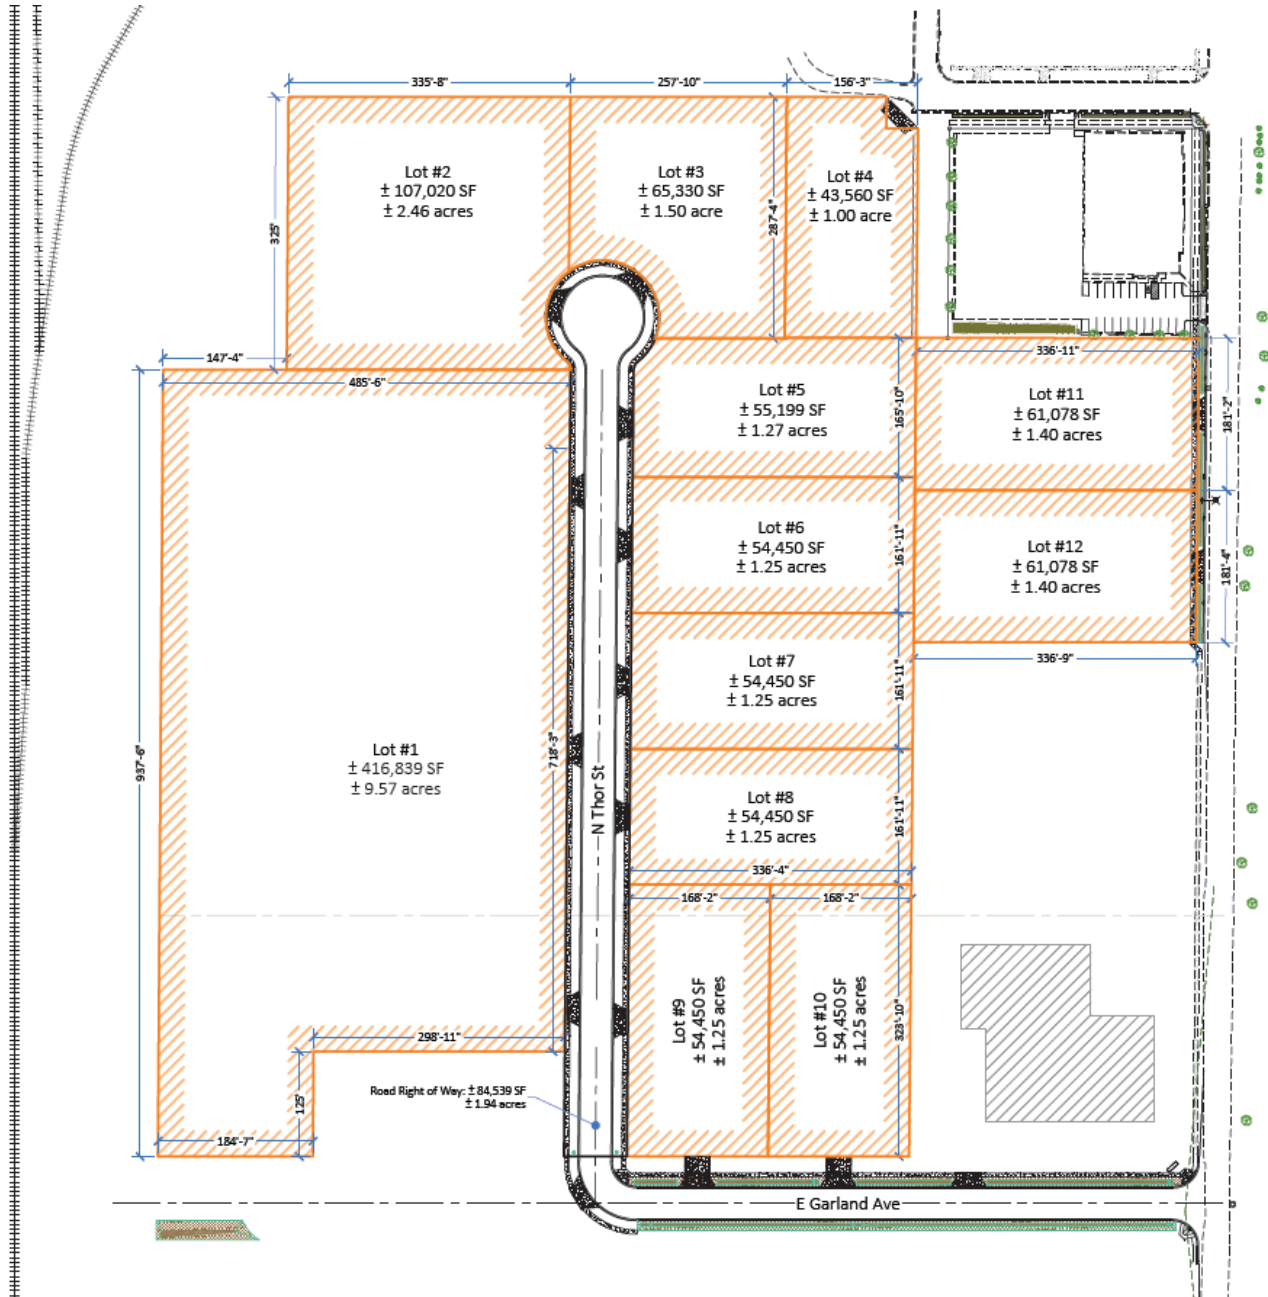 335'-8"
257'-10"
156'-3"
Lot #2
± 107,020 SF
± 2.46 acres
Lot #3
± 65,330 SF
± 1.50 acre
Lot #4
± 43,560 SF
± 1.00 acre
325'
287'-4"
147'-4"
485'-6"
336'-11"
Lot #5
± 55,199 SF
± 1.27 acres
165'-10"
Lot #11
± 61,078 SF
± 1.40 acres
181'-2"
Lot #6
± 54,450 SF
± 1.25 acres
161'-11"
Lot #12
± 61,078 SF
± 1.40 acres
181'-4"
336'-9"
Lot #7
± 54,450 SF
± 1.25 acres
161'-11"
Lot #1
± 416,839 SF
± 9.57 acres
937'-6"
718'-3"
N Thor St
Lot #8
± 54,450 SF
± 1.25 acres
161'-11"
336'-4"
168'-2"
168'-2"
Lot #9
± 54,450 SF
± 1.25 acres
Lot #10
± 54,450 SF
± 1.25 acres
323'-10"
298'-11"
125'
184'-7"
Road Right of Way: ± 84,539 SF
± 1.94 acres
E Garland Ave